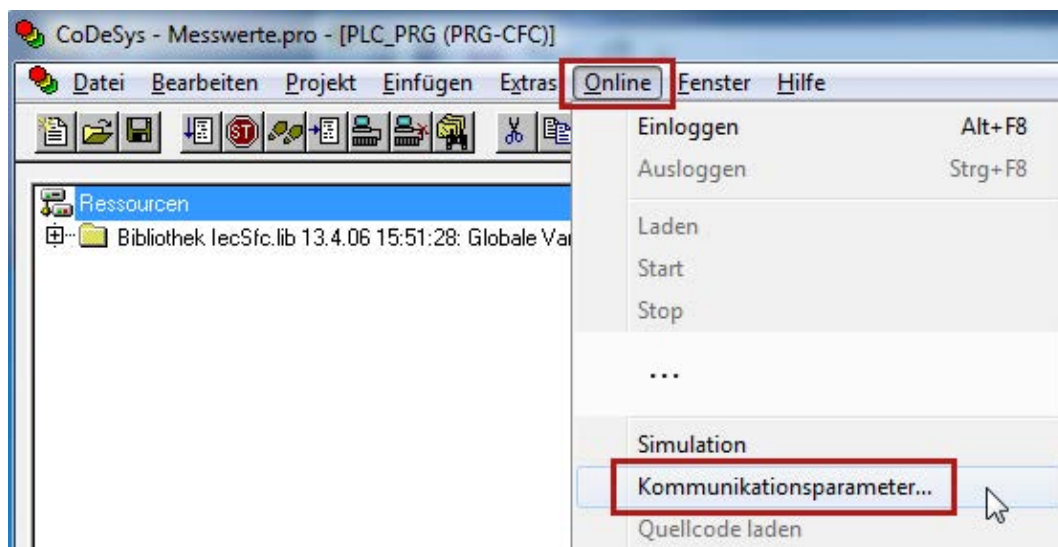 CoDeSys - Messwerte.pro - [PLC_PRG (PRG-CFC)]
Datei Bearbeiten Projekt Einfügen Extras Online Fenster Hilfe
ST
Einloggen Alt+F8
Ausloggen Strg+F8
Ressourcen
Bibliothek IecSfc.lib 13.4.06 15:51:28: Globale Var
Laden
Start
Stop
...
Simulation
Kommunikationsparameter...
Quellcode laden